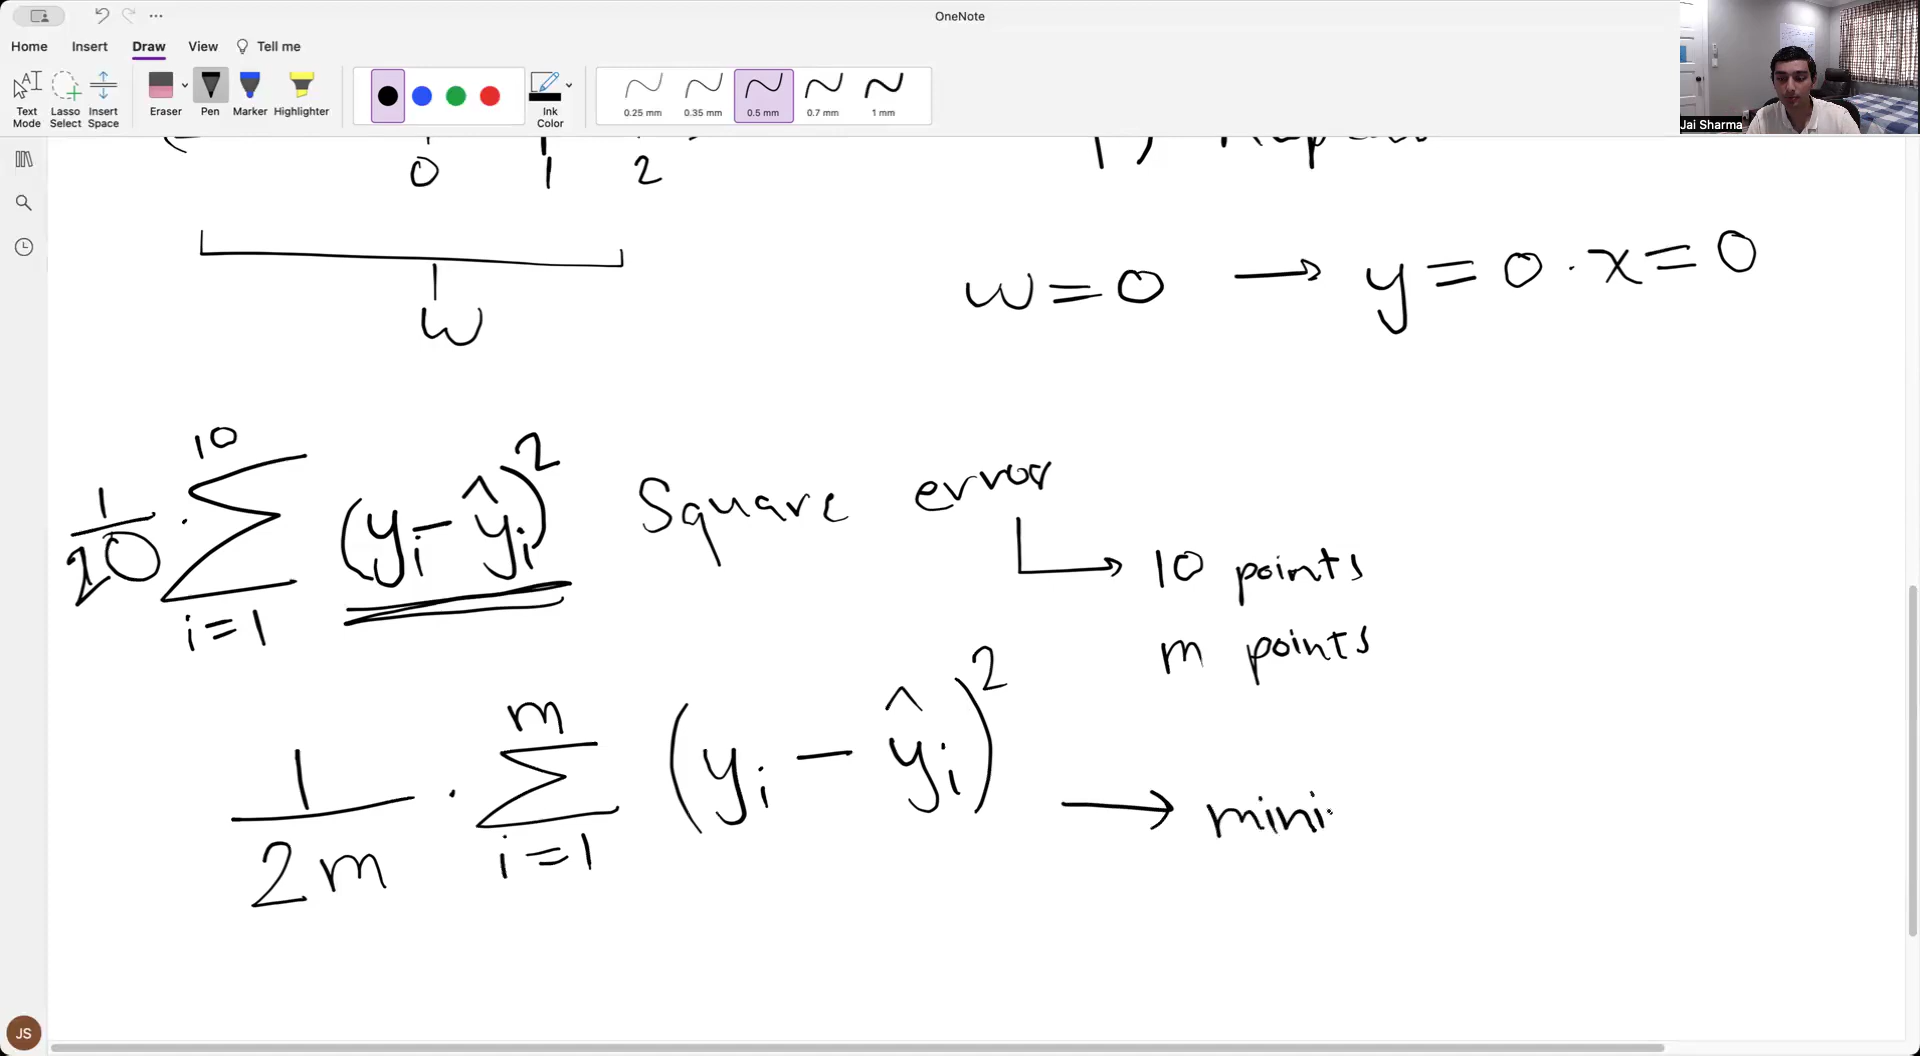 OneNote
Home Insert Draw View Tell me
Text Mode
Lasso Select
Insert Space
Eraser
Pen
Marker
Highlighter
Ink Color
0.25 mm
0.35 mm
0.5 mm
0.7 mm
1 mm
Jai Sharma
0 1 2
w
w = 0 → y = 0 · x = 0
1/20 · 10 Σ i=1 (yᵢ − ŷᵢ)² Square error
→ 10 points
m points
1/2m · m Σ i=1 (yᵢ − ŷᵢ)² → mini
JS